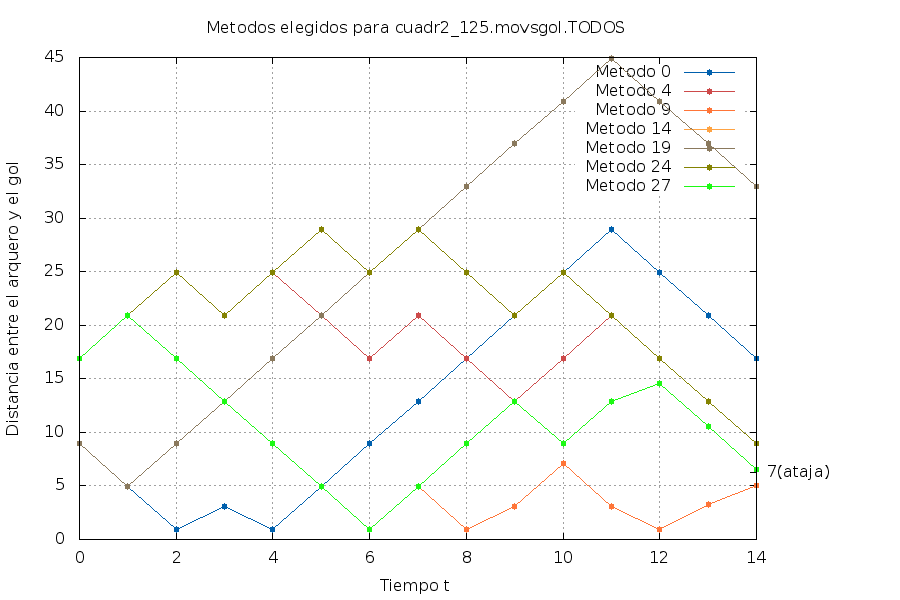 Metodos elegidos para cuadr2_125.movsgol.TODOS
Distancia entre el arquero y el gol
45
40
35
30
25
20
15
10
5
0
Metodo 0
Metodo 4
Metodo 9
Metodo 14
Metodo 19
Metodo 24
Metodo 27
7(ataja)
0 2 4 6 8 10 12 14
Tiempo t